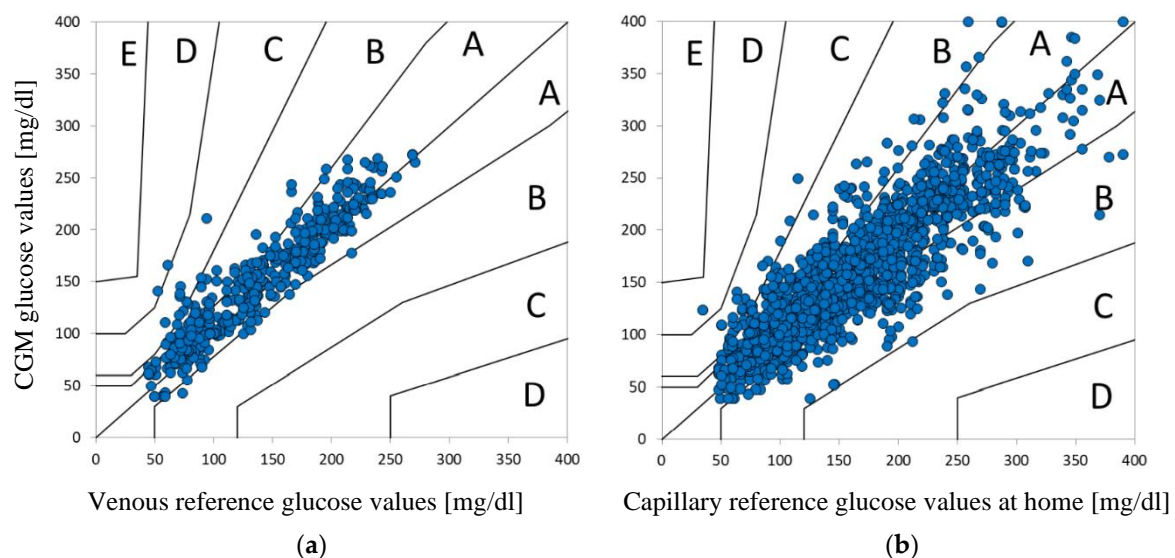 400
350
300
250
200
150
100
50
0
CGM glucose values [mg/dl]
E D C B A
A
B
C
D
0 50 100 150 200 250 300 350 400
Venous reference glucose values [mg/dl]
(a)
400
350
300
250
200
150
100
50
0
E D C B A
A
B
C
D
0 50 100 150 200 250 300 350 400
Capillary reference glucose values at home [mg/dl]
(b)